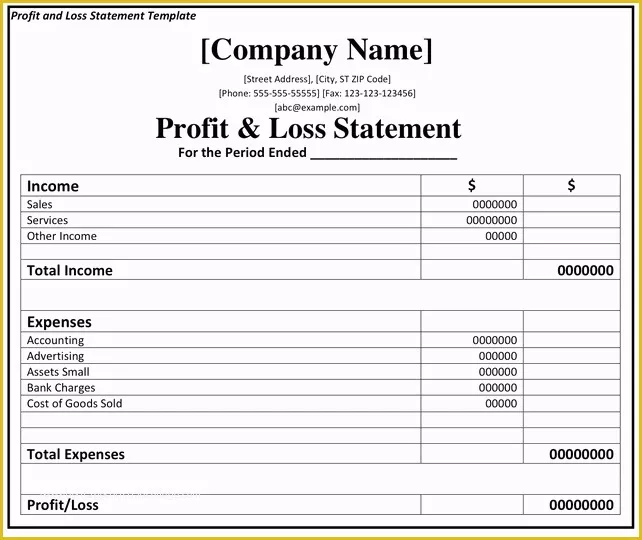 Profit and Loss Statement Template
[Company Name]
[Street Address], [City, ST ZIP Code]
[Phone: 555-555-55555] [Fax: 123-123-123456]
[abc@example.com]
Profit & Loss Statement
For the Period Ended ____________________
Income $ $
Sales 0000000
Services 00000000
Other Income 00000
Total Income 0000000
Expenses
Accounting 0000000
Advertising 000000
Assets Small 000000
Bank Charges 000000
Cost of Goods Sold 00000
Total Expenses 00000000
Profit/Loss 00000000